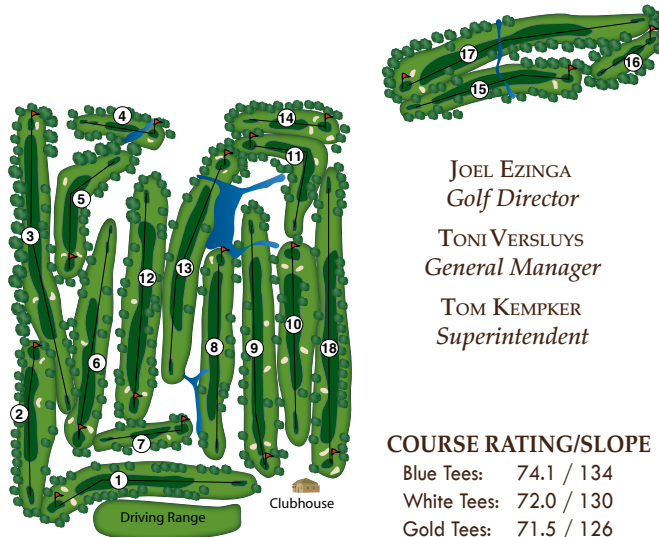 17
16
15
4
14
11
5
3
12
13
6
8
9
10
18
2
7
1
Clubhouse
Driving Range
JOEL EZINGA
Golf Director
TONI VERSLUYS
General Manager
TOM KEMPKER
Superintendent
COURSE RATING/SLOPE
Blue Tees: 74.1 / 134
White Tees: 72.0 / 130
Gold Tees: 71.5 / 126